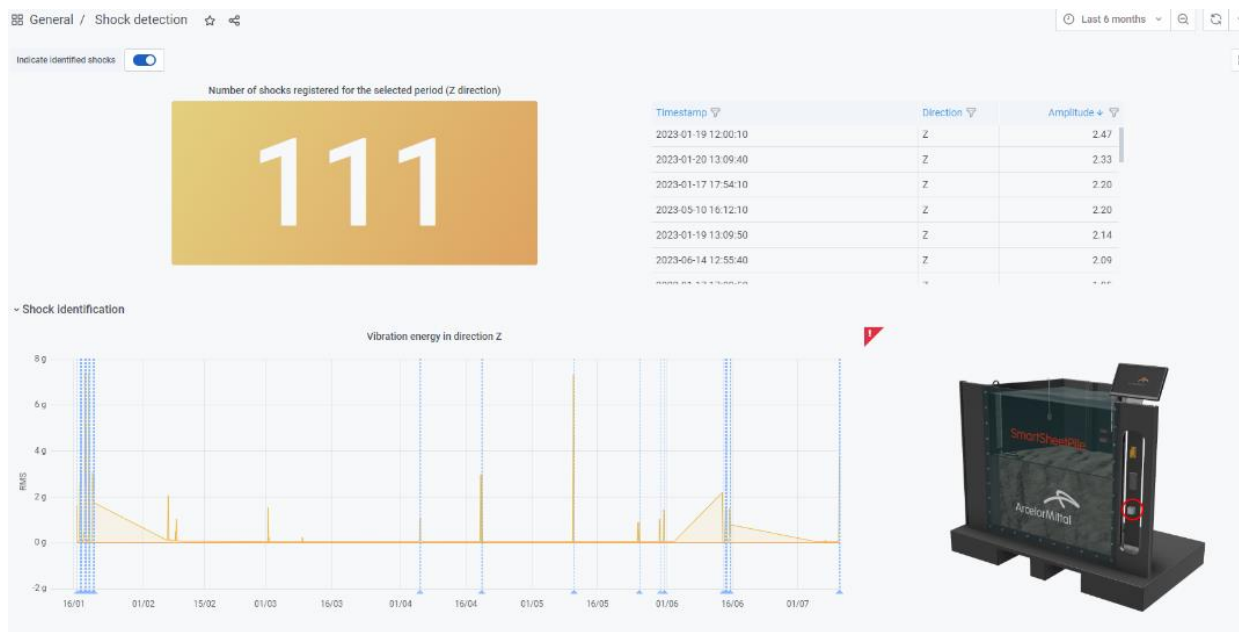 General / Shock detection
Last 6 months
Indicate identified shocks
Number of shocks registered for the selected period (Z direction)
111
Timestamp Direction Amplitude
2023-01-19 12:00:10 Z 2.47
2023-01-20 13:09:40 Z 2.33
2023-01-17 17:54:10 Z 2.20
2023-05-10 16:12:10 Z 2.20
2023-01-19 13:09:50 Z 2.14
2023-06-14 12:55:40 Z 2.09
Shock identification
Vibration energy in direction Z
!
8 g
6 g
4 g
2 g
0 g
-2 g
RMS
16/01 01/02 15/02 01/03 16/03 01/04 16/04 01/05 16/05 01/06 16/06 01/07
SmartSheetPile
ArcelorMittal